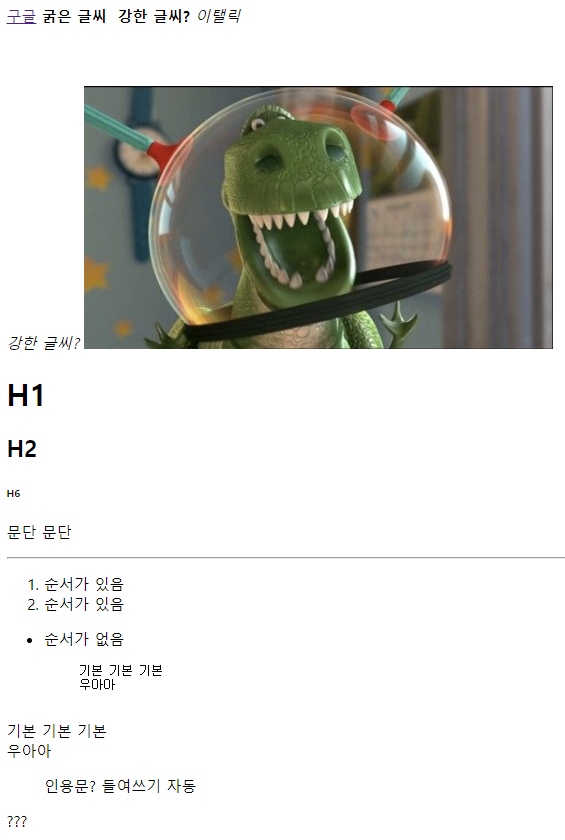 구글 굵은 글씨 강한 글씨? 이탤릭
강한 글씨?
H1
H2
H6
문단 문단
1. 순서가 있음
2. 순서가 있음
• 순서가 없음
기본 기본 기본
우아아
기본 기본 기본
우아아
인용문? 들여쓰기 자동
???